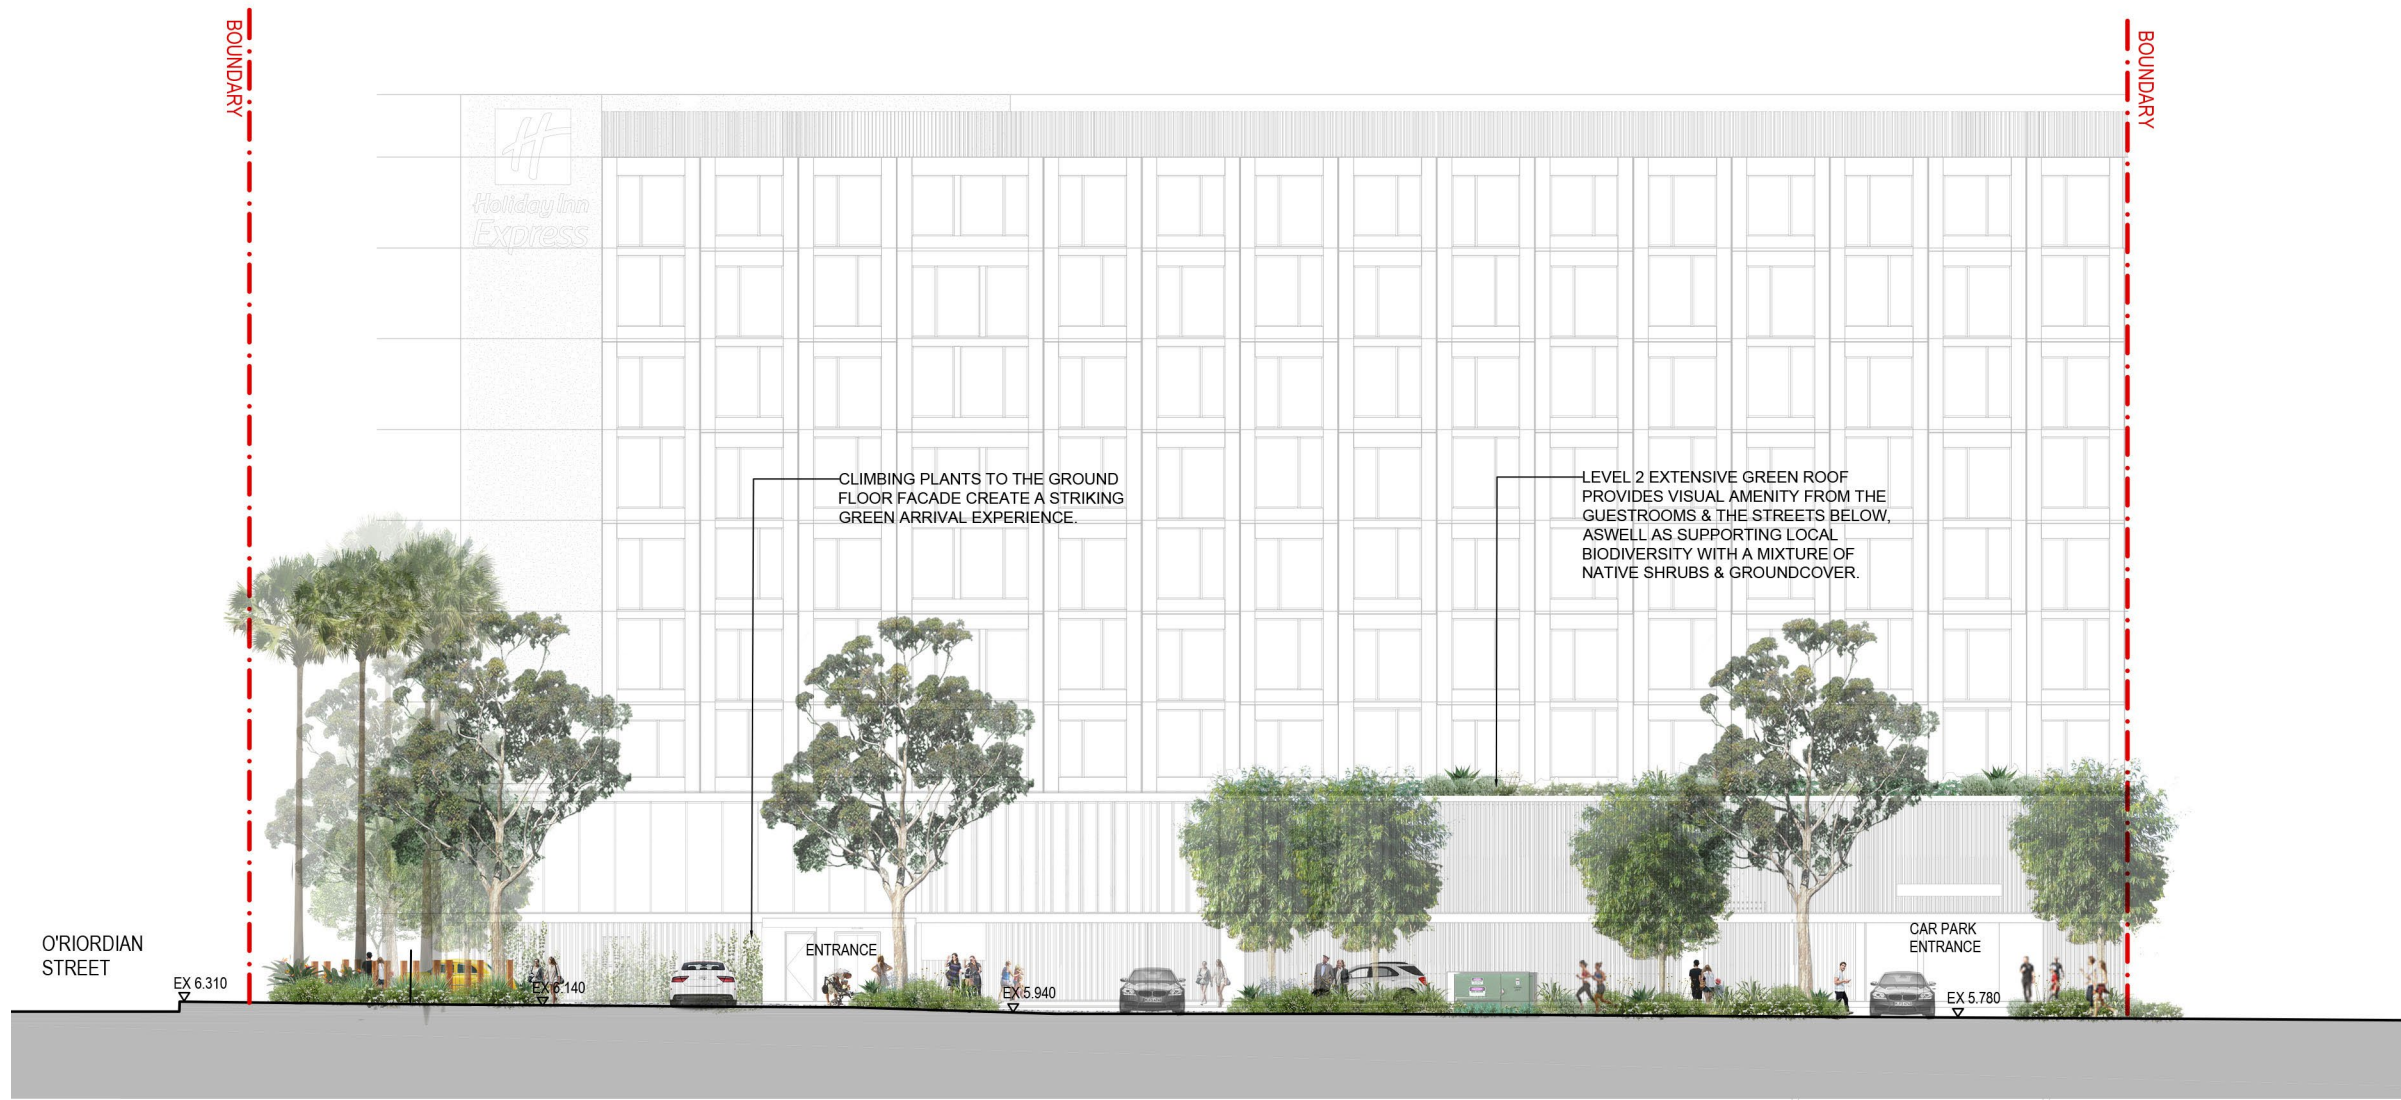 BOUNDARY
BOUNDARY
Holiday Inn
Express
CLIMBING PLANTS TO THE GROUND
FLOOR FACADE CREATE A STRIKING
GREEN ARRIVAL EXPERIENCE.
LEVEL 2 EXTENSIVE GREEN ROOF
PROVIDES VISUAL AMENITY FROM THE
GUESTROOMS & THE STREETS BELOW,
ASWELL AS SUPPORTING LOCAL
BIODIVERSITY WITH A MIXTURE OF
NATIVE SHRUBS & GROUNDCOVER.
O'RIORDIAN
STREET
EX 6.310
EX 6.140
ENTRANCE
EX 5.940
CAR PARK
ENTRANCE
EX 5.780